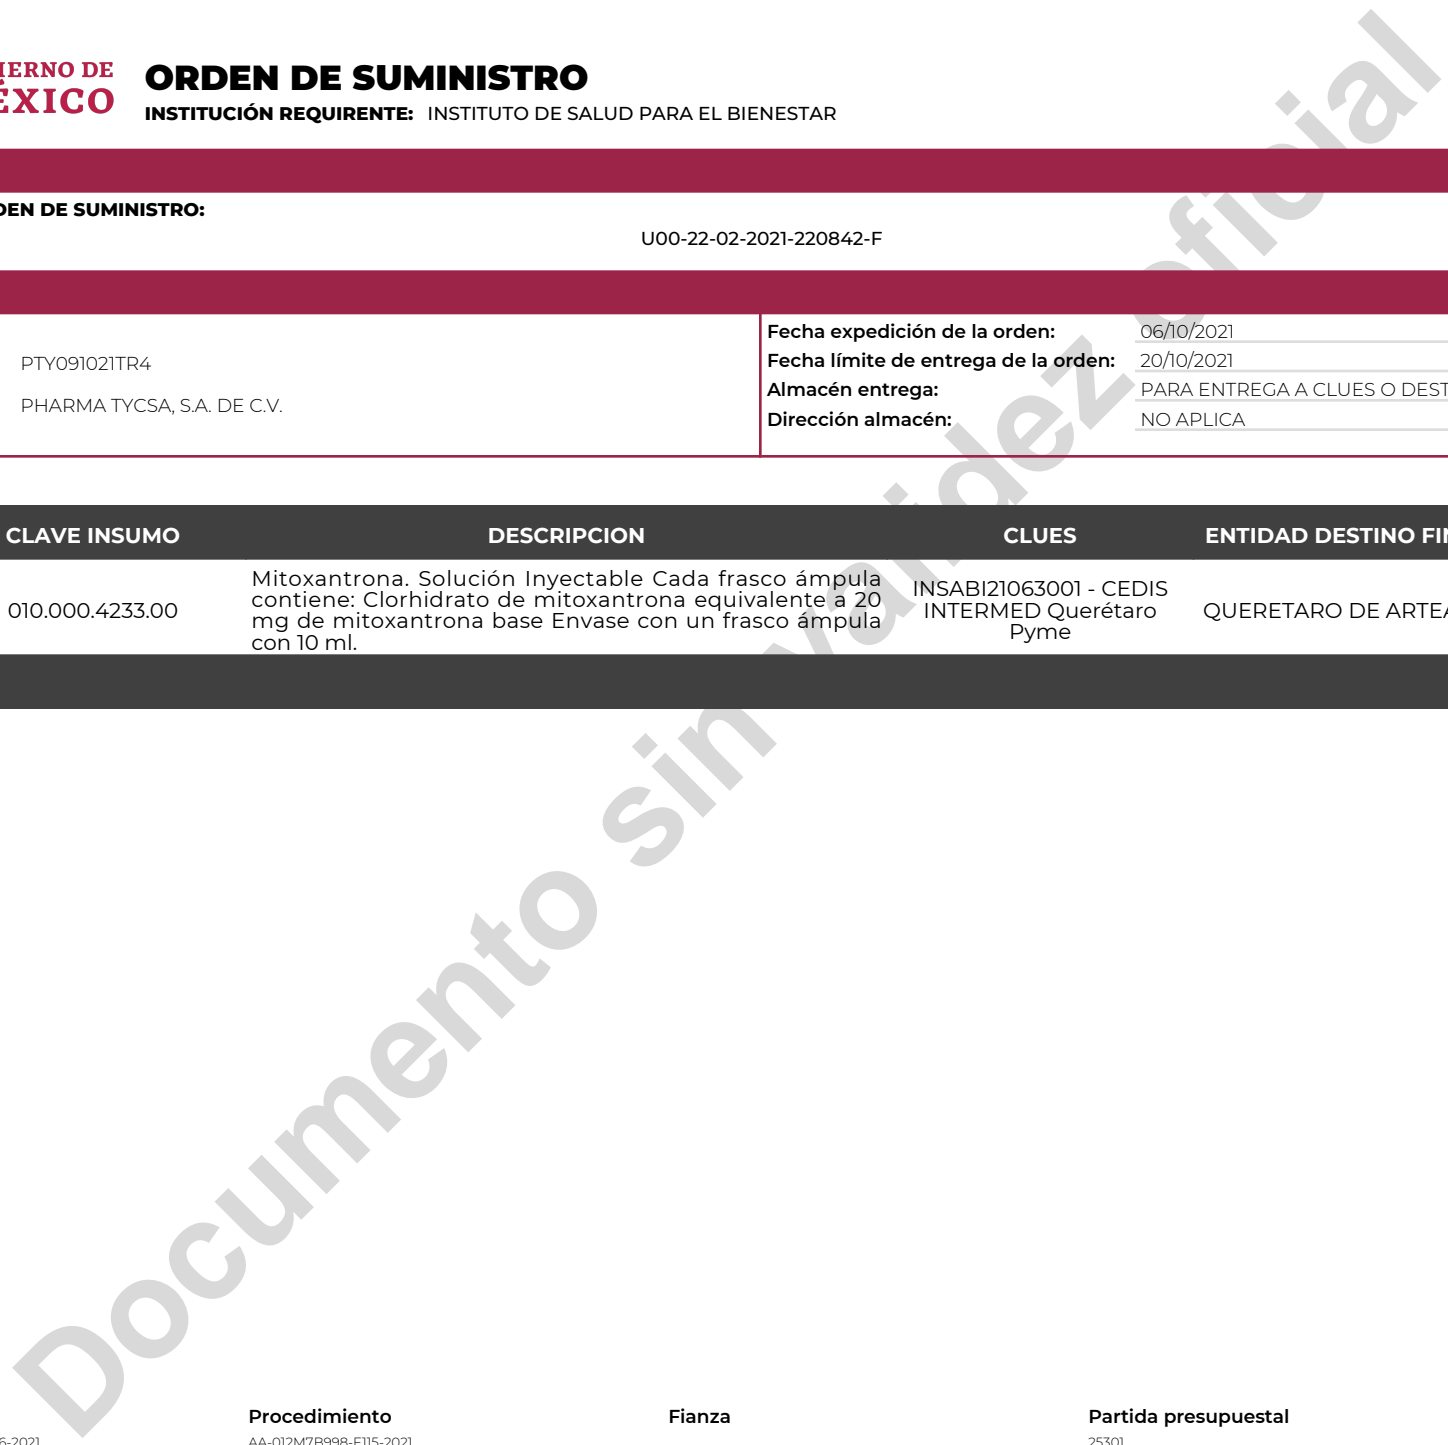 IERNO DE
ÉXICO
ORDEN DE SUMINISTRO
INSTITUCIÓN REQUIRENTE: INSTITUTO DE SALUD PARA EL BIENESTAR
DEN DE SUMINISTRO:
U00-22-02-2021-220842-F
PTY091021TR4
PHARMA TYCSA, S.A. DE C.V.
Fecha expedición de la orden: 06/10/2021
Fecha límite de entrega de la orden: 20/10/2021
Almacén entrega: PARA ENTREGA A CLUES O DEST
Dirección almacén: NO APLICA
CLAVE INSUMO DESCRIPCION CLUES ENTIDAD DESTINO FIN
010.000.4233.00
Mitoxantrona. Solución Inyectable Cada frasco ámpula
contiene: Clorhidrato de mitoxantrona equivalente a 20
mg de mitoxantrona base Envase con un frasco ámpula
con 10 ml.
INSABI21063001 - CEDIS
INTERMED Querétaro
Pyme
QUERETARO DE ARTEA
Documento sin validez oficial
Procedimiento Fianza Partida presupuestal
6-2021 AA-012M7B998-E115-2021 25301